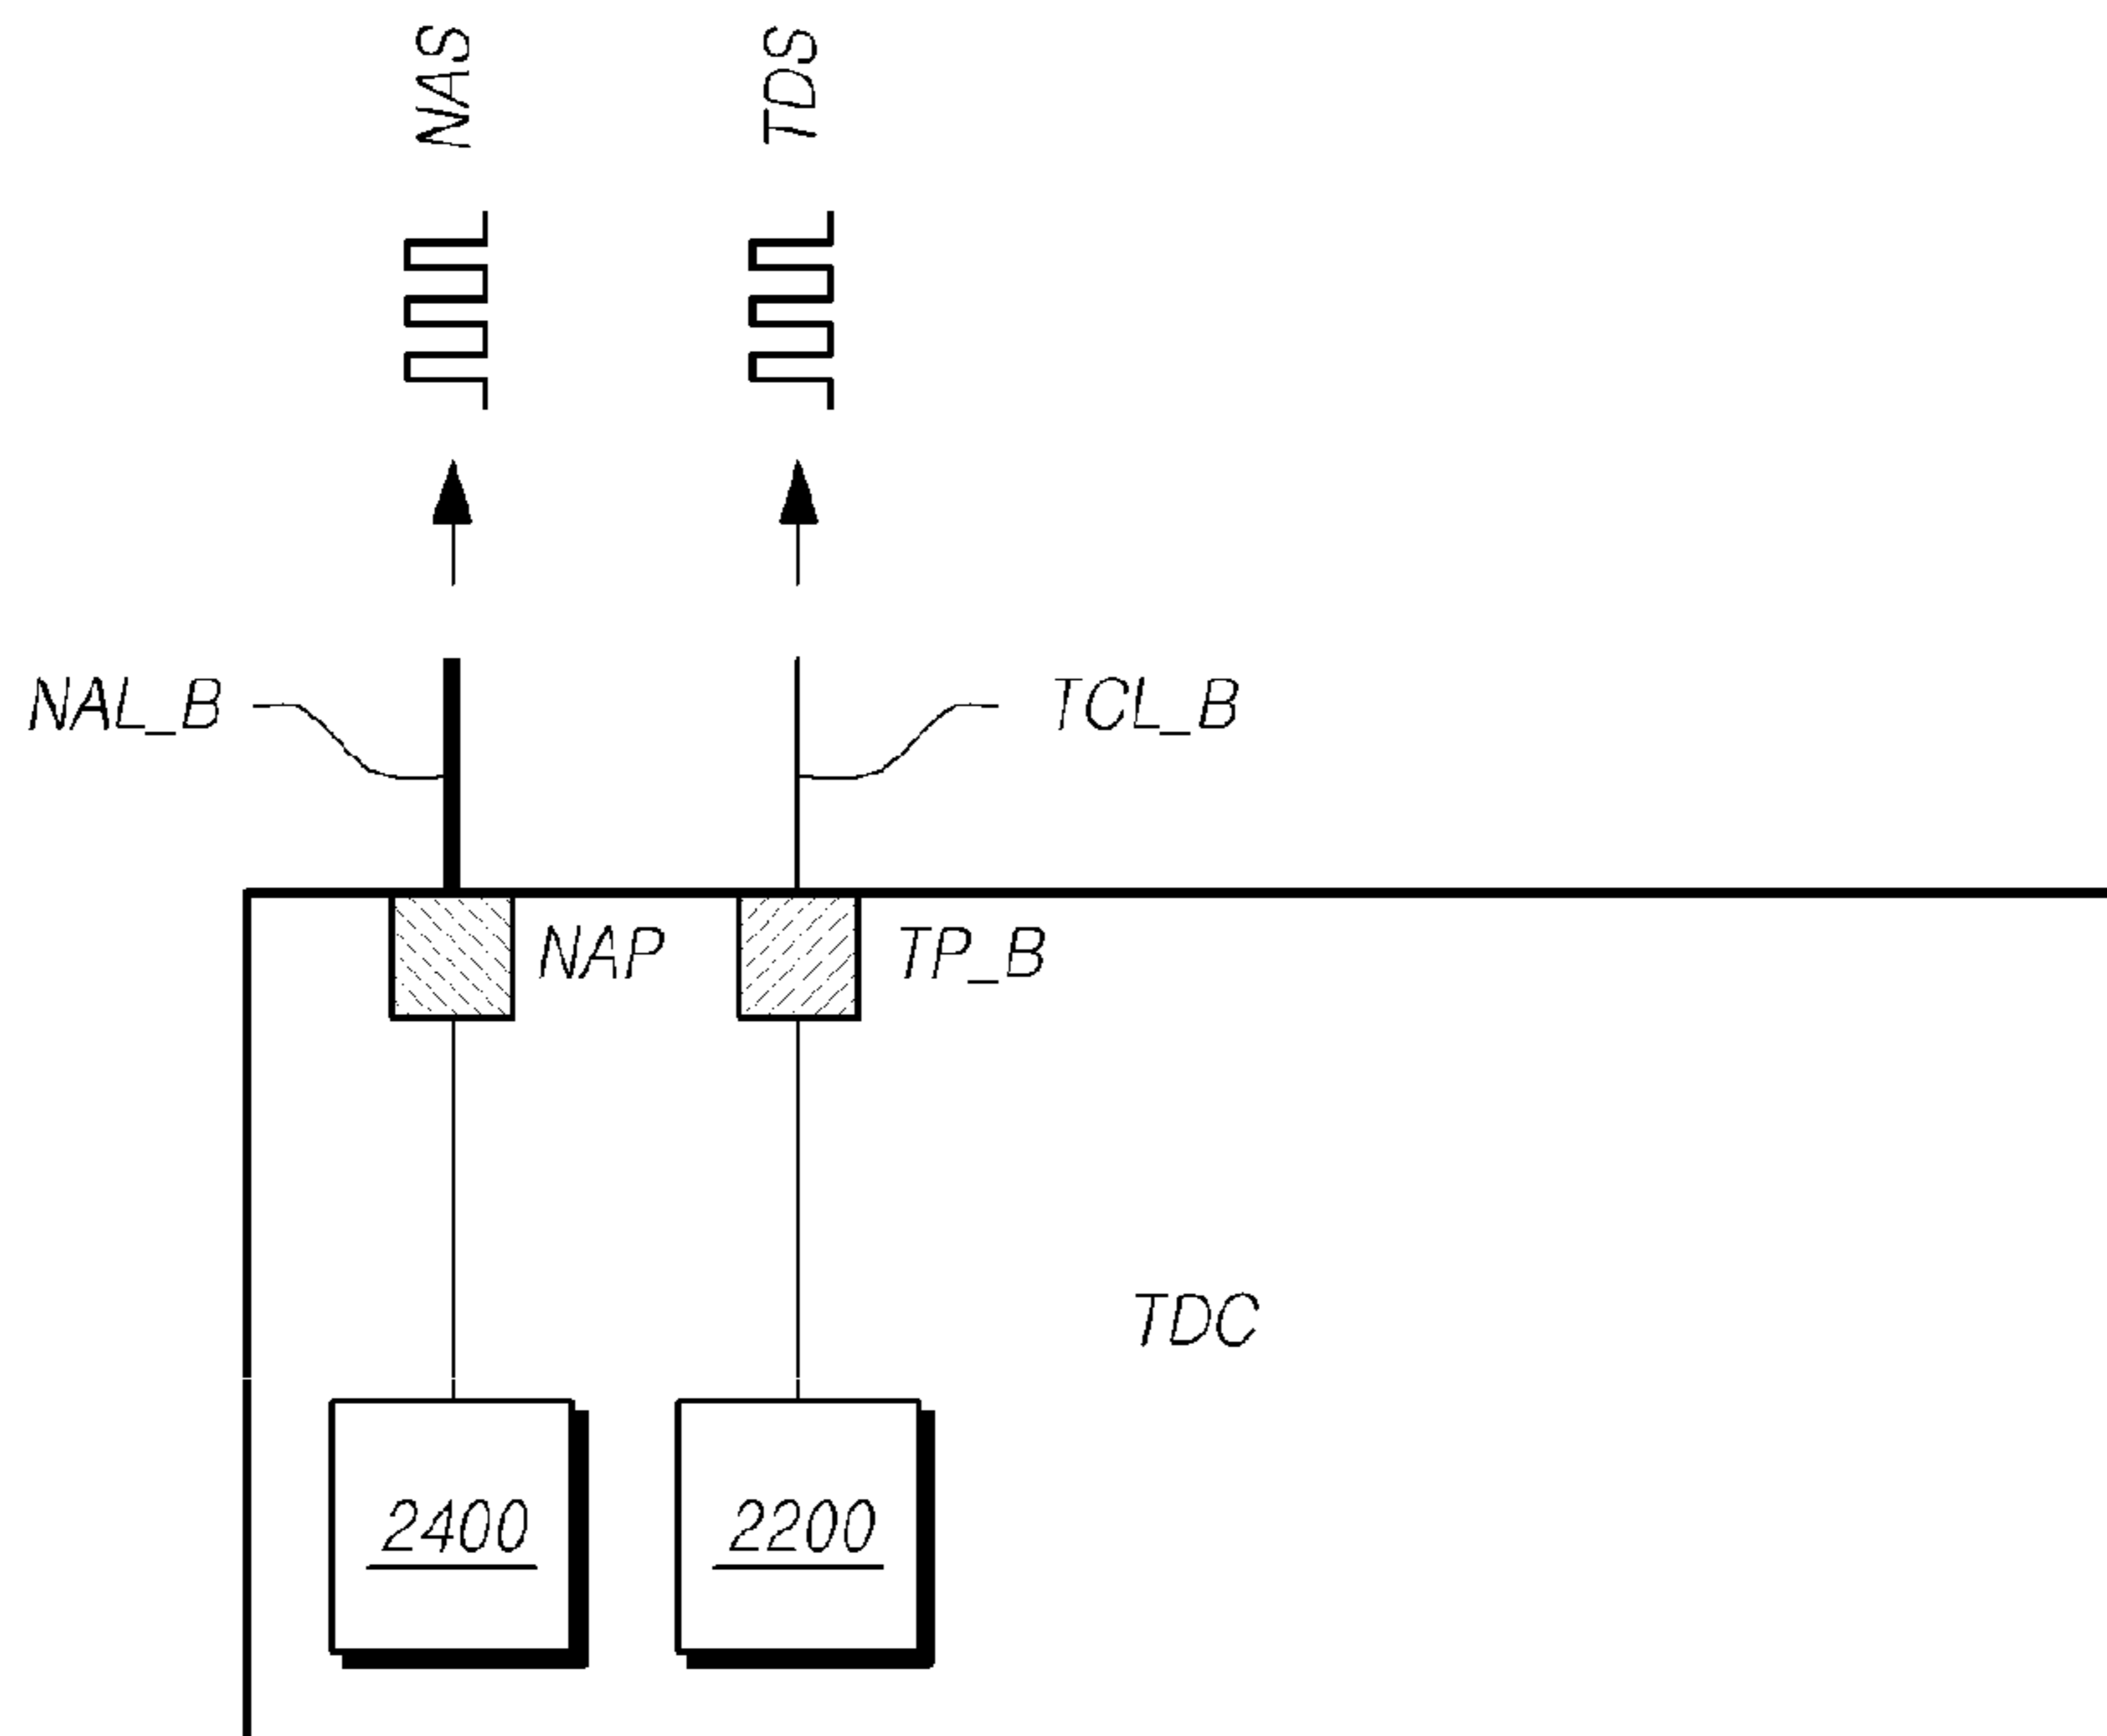 NAS
TDS
NAL_B
TCL_B
NAP
TP_B
TDC
2400
2200